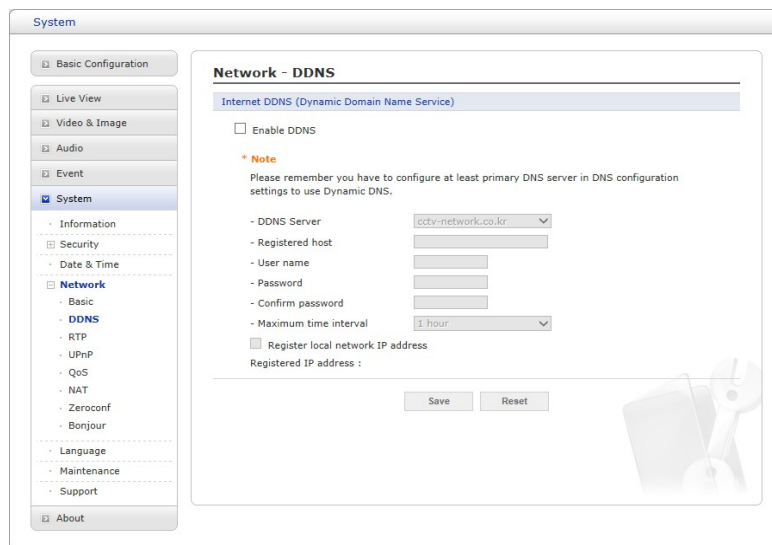 System
Basic Configuration
Live View
Video & Image
Audio
Event
System
Information
Security
Date & Time
Network
Basic
DDNS
RTP
UPnP
QoS
NAT
Zeroconf
Bonjour
Language
Maintenance
Support
About
Network - DDNS
Internet DDNS (Dynamic Domain Name Service)
Enable DDNS
* Note
Please remember you have to configure at least primary DNS server in DNS configuration
settings to use Dynamic DNS.
- DDNS Server cctv-network.co.kr
- Registered host
- User name
- Password
- Confirm password
- Maximum time interval 1 hour
Register local network IP address
Registered IP address :
Save Reset